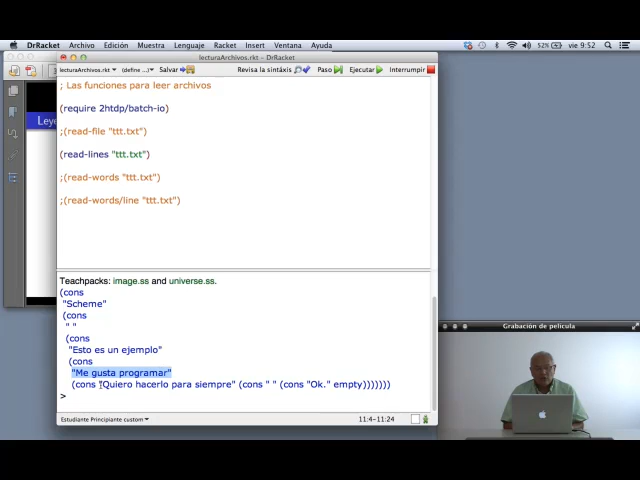 DrRacket Archivo Edición Muestra Lenguaje Racket Insert Ventana Ayuda 52% vie 9:52
lecturaArchivos.rkt - DrRacket
lecturaArchivos.rkt (define ...) Salvar Revisa la sintáxis Paso Ejecutar Interrumpir
; Las funciones para leer archivos
(require 2htdp/batch-io)
;(read-file "ttt.txt")
(read-lines "ttt.txt")
;(read-words "ttt.txt")
;(read-words/line "ttt.txt")
Leye
Teachpacks: image.ss and universe.ss.
(cons
"Scheme"
(cons
" "
(cons
"Esto es un ejemplo"
(cons
"Me gusta programar"
(cons "Quiero hacerlo para siempre" (cons " " (cons "Ok." empty)))))))
>
Estudiante Principiante custom 11:4-11:24
Grabación de película